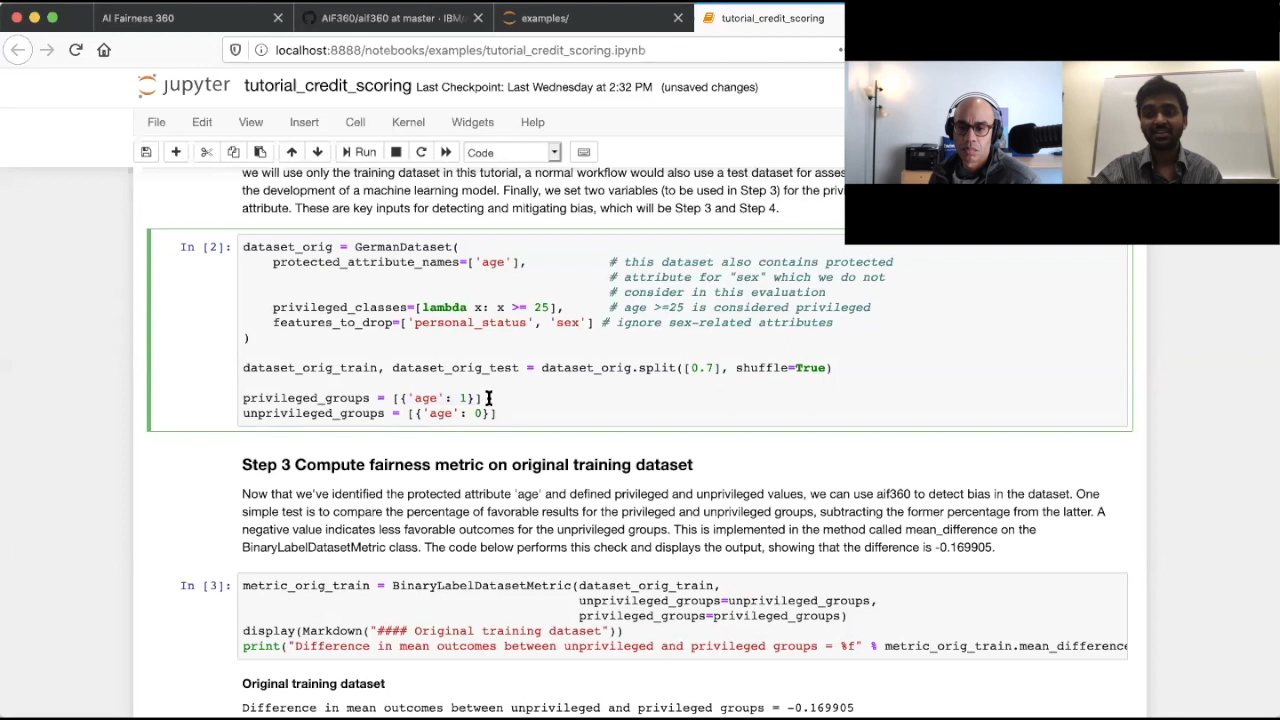 AI Fairness 360
AIF360/aif360 at master · IBM/
examples/
tutorial_credit_scoring
localhost:8888/notebooks/examples/tutorial_credit_scoring.ipynb
jupyter tutorial_credit_scoring Last Checkpoint: Last Wednesday at 2:32 PM (unsaved changes)
File Edit View Insert Cell Kernel Widgets Help
Run Code
we will use only the training dataset in this tutorial, a normal workflow would also use a test dataset for asses
the development of a machine learning model. Finally, we set two variables (to be used in Step 3) for the privi
attribute. These are key inputs for detecting and mitigating bias, which will be Step 3 and Step 4.
In [2]: dataset_orig = GermanDataset(
protected_attribute_names=['age'], # this dataset also contains protected
# attribute for "sex" which we do not
# consider in this evaluation
privileged_classes=[lambda x: x >= 25], # age >=25 is considered privileged
features_to_drop=['personal_status', 'sex'] # ignore sex-related attributes
)
dataset_orig_train, dataset_orig_test = dataset_orig.split([0.7], shuffle=True)
privileged_groups = [{'age': 1}]
unprivileged_groups = [{'age': 0}]
Step 3 Compute fairness metric on original training dataset
Now that we've identified the protected attribute 'age' and defined privileged and unprivileged values, we can use aif360 to detect bias in the dataset. One
simple test is to compare the percentage of favorable results for the privileged and unprivileged groups, subtracting the former percentage from the latter. A
negative value indicates less favorable outcomes for the unprivileged groups. This is implemented in the method called mean_difference on the
BinaryLabelDatasetMetric class. The code below performs this check and displays the output, showing that the difference is -0.169905.
In [3]: metric_orig_train = BinaryLabelDatasetMetric(dataset_orig_train,
unprivileged_groups=unprivileged_groups,
privileged_groups=privileged_groups)
display(Markdown("#### Original training dataset"))
print("Difference in mean outcomes between unprivileged and privileged groups = %f" % metric_orig_train.mean_difference
Original training dataset
Difference in mean outcomes between unprivileged and privileged groups = -0.169905